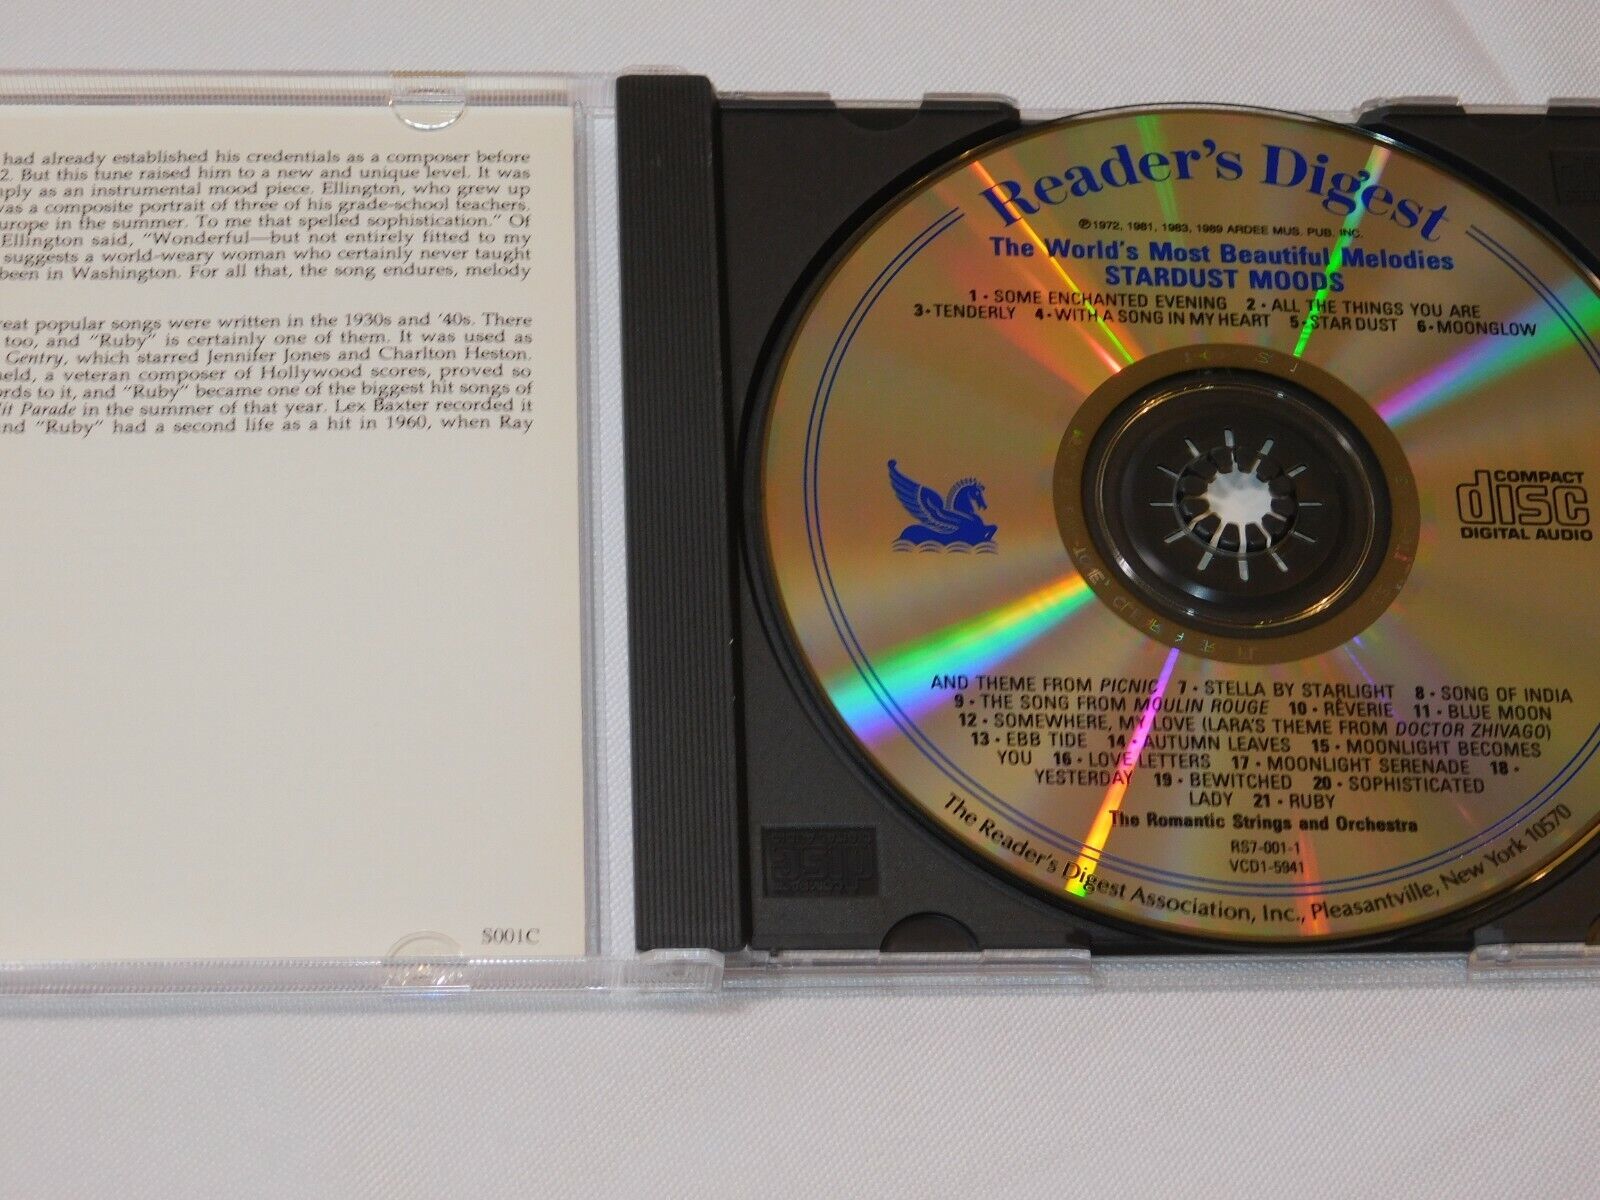 had already established his credentials as a composer before
2. But this tune raised him to a new and unique level. It was
mply as an instrumental mood piece. Ellington, who grew up
was a composite portrait of three of his grade-school teachers.
urope in the summer. To me that spelled sophistication." Of
Ellington said, "Wonderful—but not entirely fitted to my
suggests a world-weary woman who certainly never taught
been in Washington. For all that, the song endures, melody
reat popular songs were written in the 1930s and '40s. There
too, and "Ruby" is certainly one of them. It was used as
Gentry, which starred Jennifer Jones and Charlton Heston.
held, a veteran composer of Hollywood scores, proved so
ords to it, and "Ruby" became one of the biggest hit songs of
Hit Parade in the summer of that year. Lex Baxter recorded it
and "Ruby" had a second life as a hit in 1960, when Ray
S001C
Reader's Digest
℗1972, 1981, 1983, 1989 ARDEE MUS. PUB. INC.
The World's Most Beautiful Melodies
STARDUST MOODS
1 • SOME ENCHANTED EVENING 2 • ALL THE THINGS YOU ARE
3 • TENDERLY 4 • WITH A SONG IN MY HEART 5 • STAR DUST 6 • MOONGLOW
COMPACT
disc
DIGITAL AUDIO
AND THEME FROM PICNIC 7 • STELLA BY STARLIGHT 8 • SONG OF INDIA
9 • THE SONG FROM MOULIN ROUGE 10 • RÊVERIE 11 • BLUE MOON
12 • SOMEWHERE, MY LOVE (LARA'S THEME FROM DOCTOR ZHIVAGO)
13 • EBB TIDE 14 • AUTUMN LEAVES 15 • MOONLIGHT BECOMES
YOU 16 • LOVE LETTERS 17 • MOONLIGHT SERENADE 18 •
YESTERDAY 19 • BEWITCHED 20 • SOPHISTICATED
LADY 21 • RUBY
The Romantic Strings and Orchestra
RS7-001-1
VCD1-5941
The Reader's Digest Association, Inc., Pleasantville, New York 10570